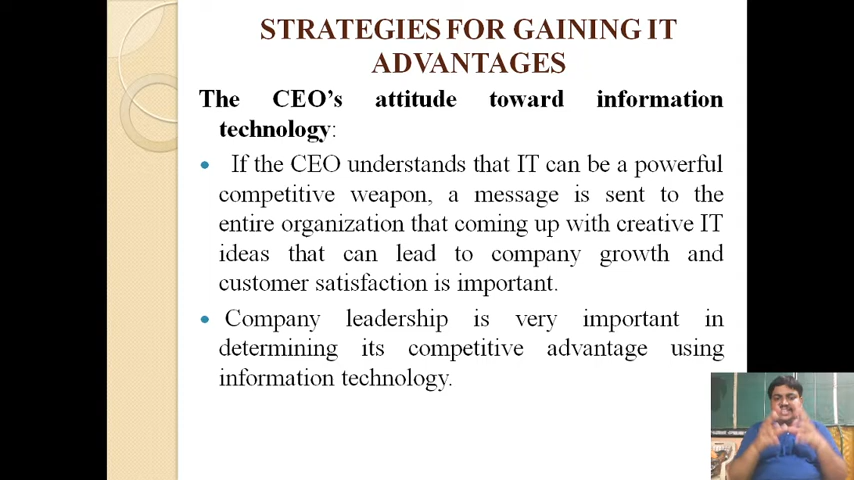 STRATEGIES FOR GAINING IT
ADVANTAGES
The CEO's attitude toward information
technology:
• If the CEO understands that IT can be a powerful
competitive weapon, a message is sent to the
entire organization that coming up with creative IT
ideas that can lead to company growth and
customer satisfaction is important.
• Company leadership is very important in
determining its competitive advantage using
information technology.